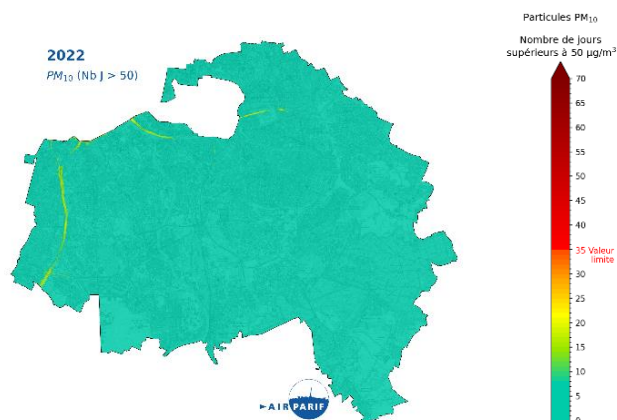 2022
PM₁₀ (Nb J > 50)
Particules PM₁₀
Nombre de jours
supérieurs à 50 µg/m³
70
65
60
55
50
45
40
35 Valeur
limite
30
25
20
15
10
5
0
AIRPARIF